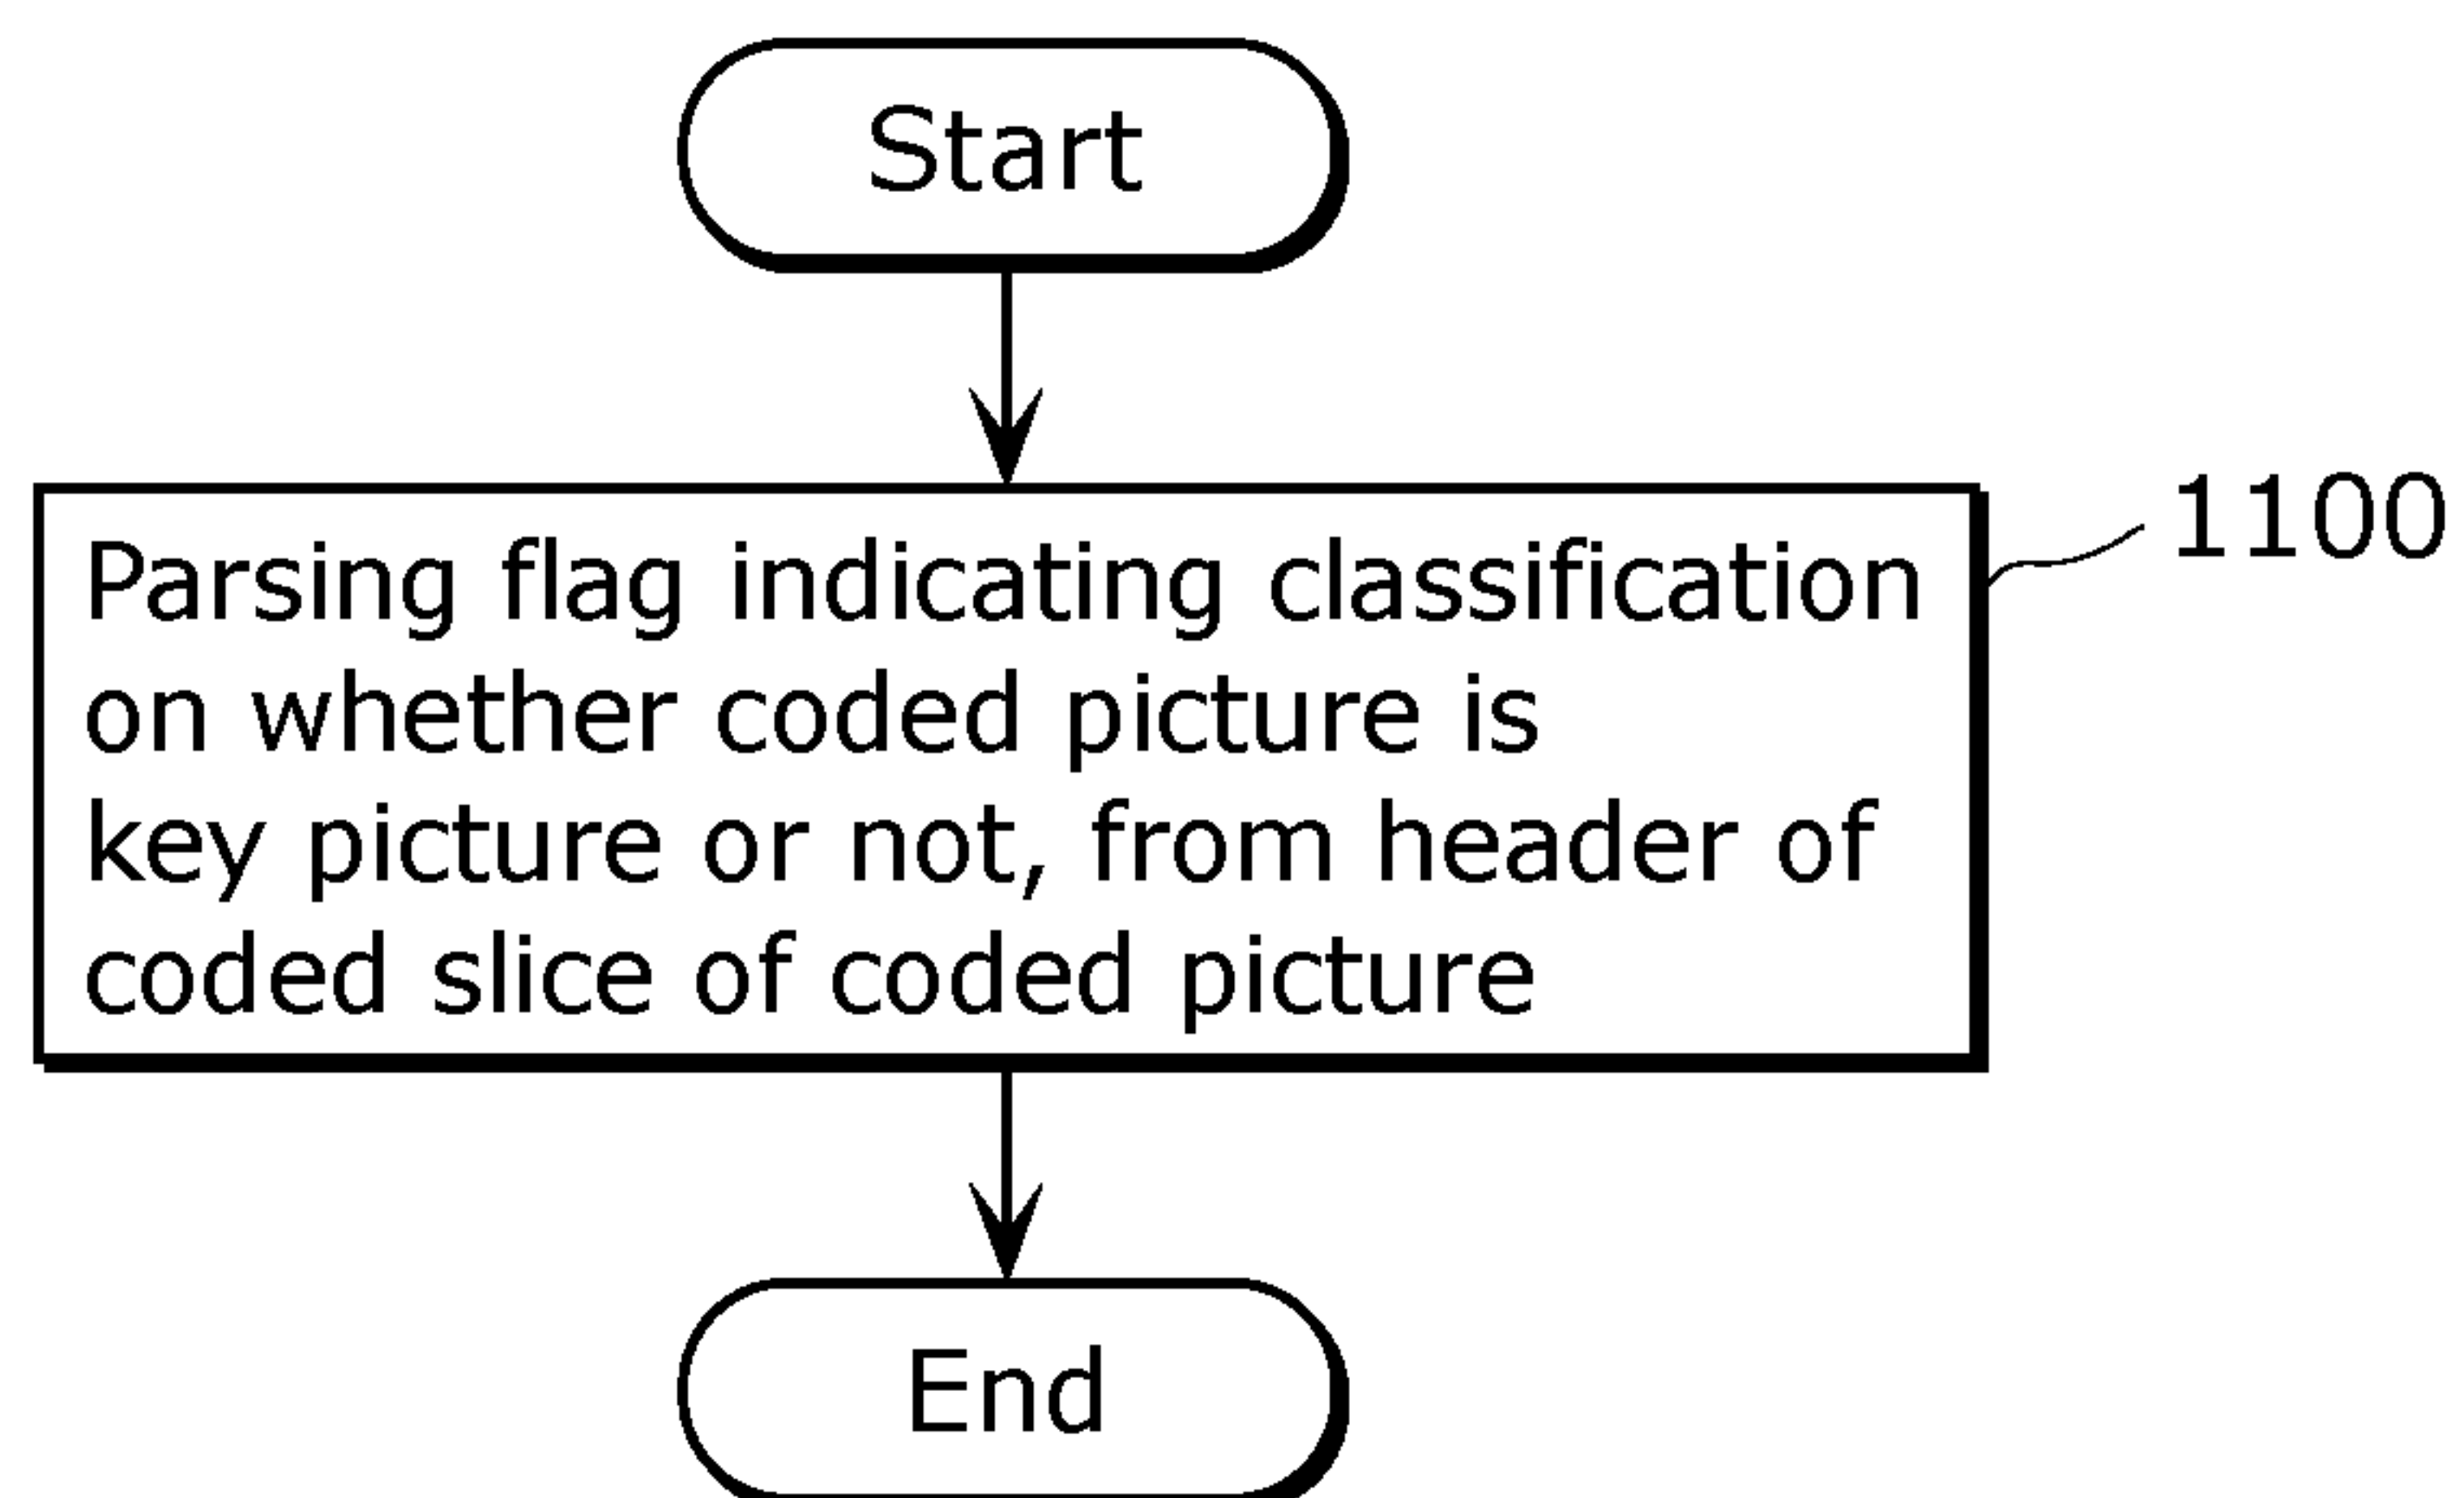 Start
1100
Parsing flag indicating classification
on whether coded picture is
key picture or not, from header of
coded slice of coded picture
End